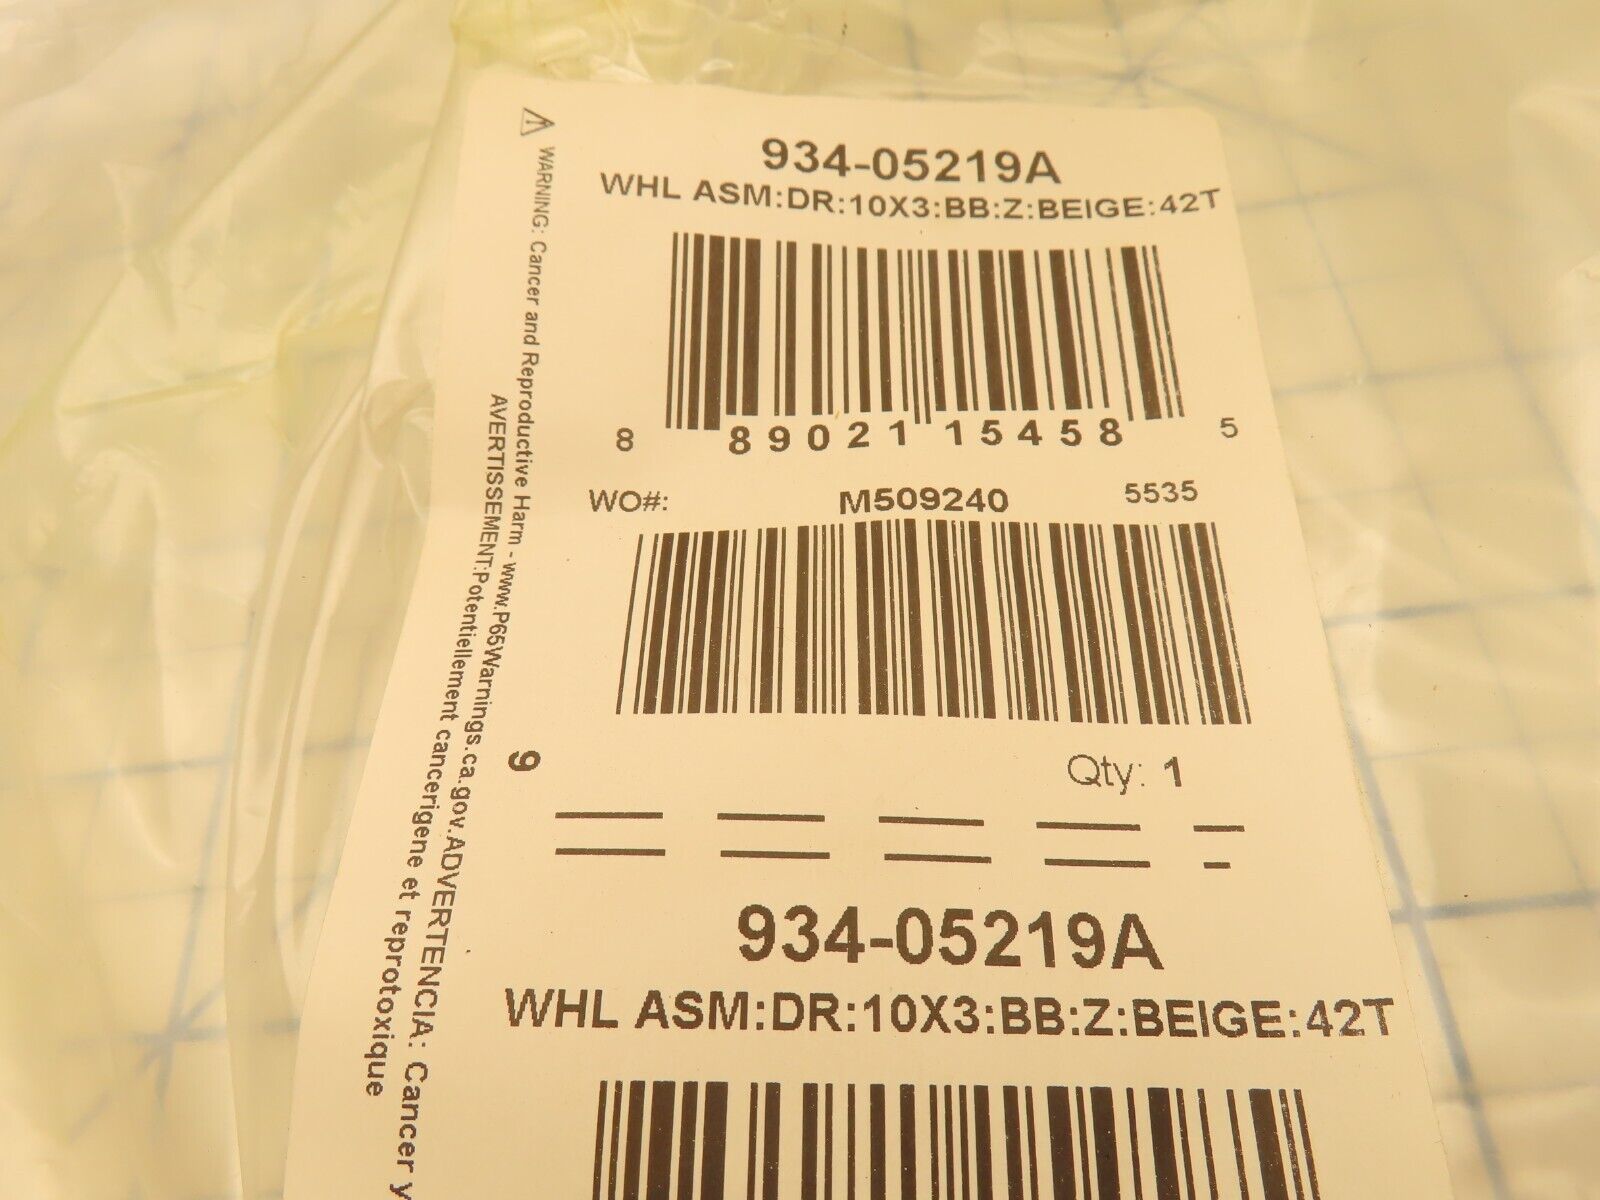 934-05219A
WHL ASM:DR:10X3:BB:Z:BEIGE:42T
8 89021 15458 5
WO#: M509240 5535
9
Qty: 1
934-05219A
WHL ASM:DR:10X3:BB:Z:BEIGE:42T
WARNING: Cancer and Reproductive Harm - www.P65Warnings.ca.gov.ADVERTENCIA: Cancer y
AVERTISSEMENT:Potentiellement cancerigene et reprotoxique